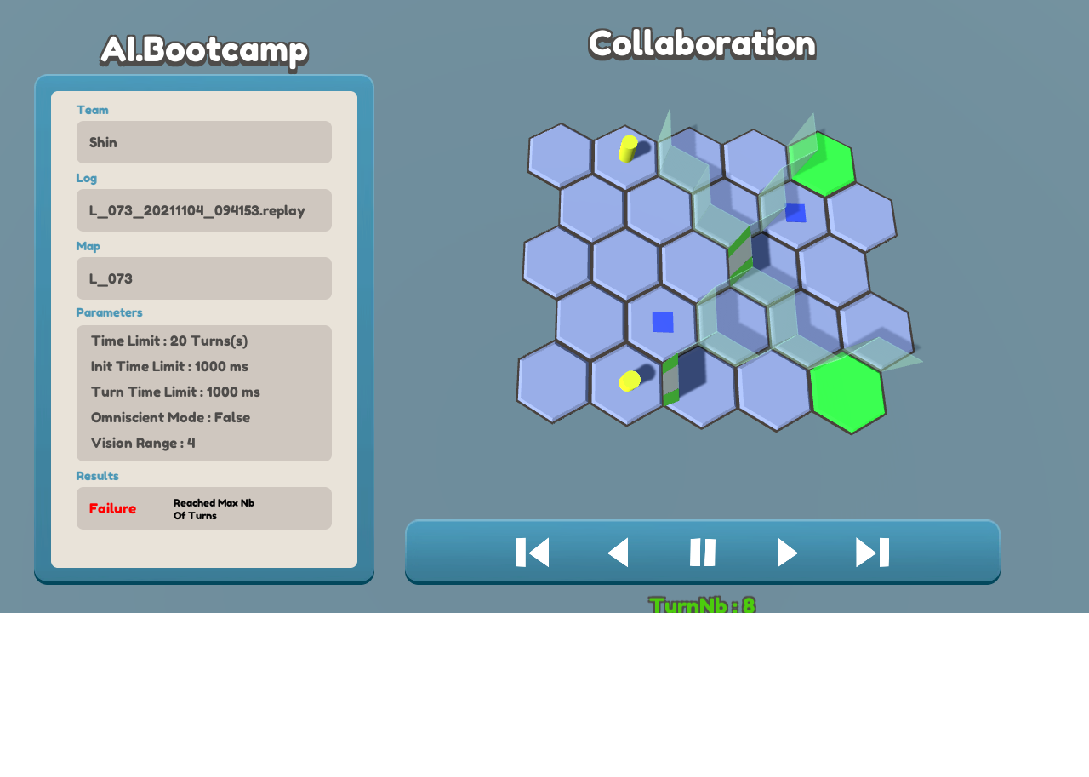 AI.Bootcamp
Collaboration
Team
Shin
Log
L_073_20211104_094153.replay
Map
L_073
Parameters
Time Limit : 20 Turns(s)
Init Time Limit : 1000 ms
Turn Time Limit : 1000 ms
Omniscient Mode : False
Vision Range : 4
Results
Failure
Reached Max Nb
Of Turns
TurnNb : 8